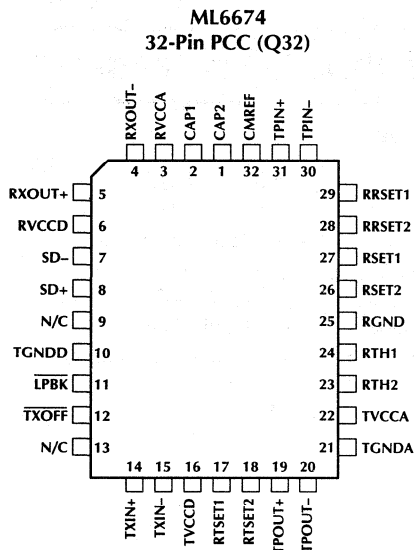 ML6674
32-Pin PCC (Q32)
RXOUT–
RVCCA
CAP1
CAP2
CMREF
TPIN+
TPIN–
4 3 2 1 32 31 30
RXOUT+ 5
RVCCD 6
SD– 7
SD+ 8
N/C 9
TGNDD 10
LPBK 11
TXOFF 12
N/C 13
29 RRSET1
28 RRSET2
27 RSET1
26 RSET2
25 RGND
24 RTH1
23 RTH2
22 TVCCA
21 TGNDA
14 15 16 17 18 19 20
TXIN+
TXIN–
TVCCD
RTSET1
RTSET2
TPOUT+
TPOUT–